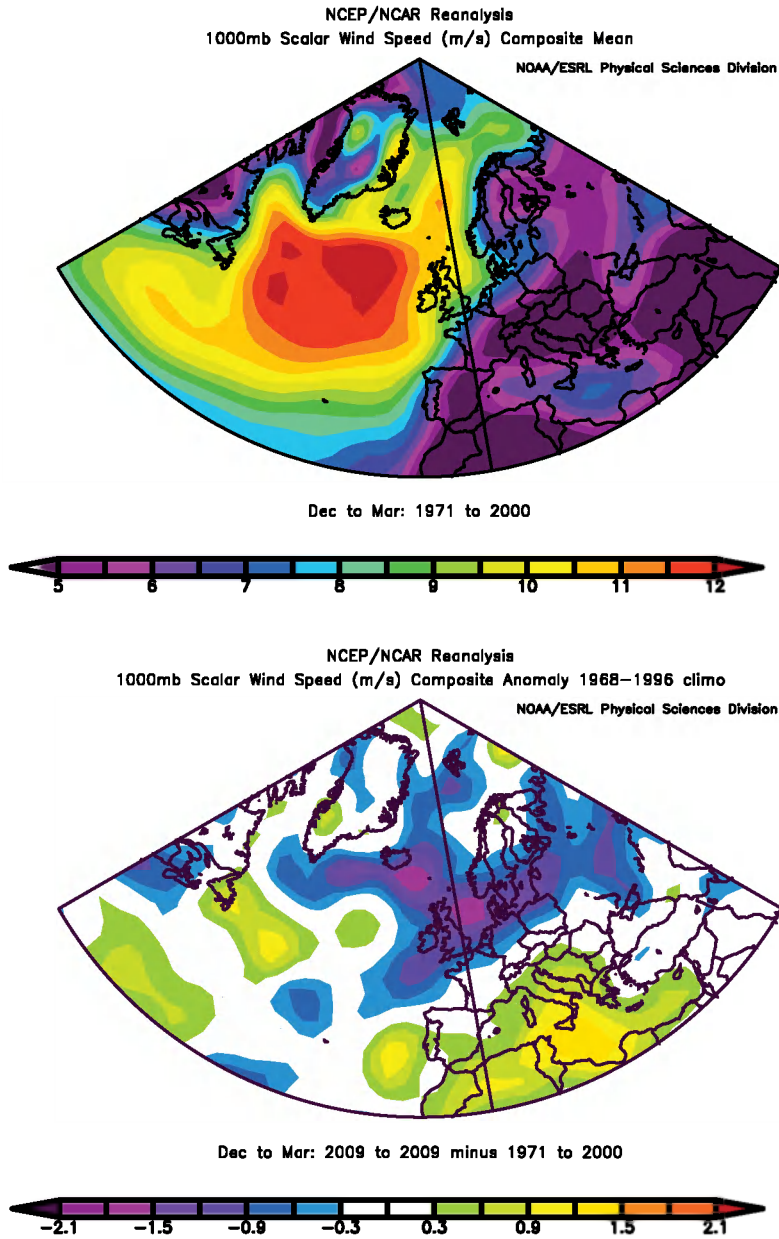 NCEP/NCAR Reanalysis
1000mb Scalar Wind Speed (m/s) Composite Mean
NOAA/ESRL Physical Sciences Division
Dec to Mar: 1971 to 2000
5 6 7 8 9 10 11 12
NCEP/NCAR Reanalysis
1000mb Scalar Wind Speed (m/s) Composite Anomaly 1968-1996 climo
NOAA/ESRL Physical Sciences Division
Dec to Mar: 2009 to 2009 minus 1971 to 2000
-2.1 -1.5 -0.9 -0.3 0.3 0.9 1.5 2.1